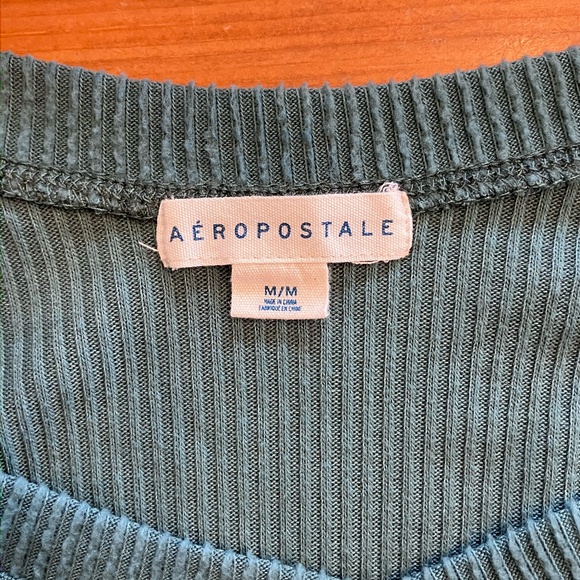 AÉROPOSTALE
M/M
MADE IN CHINA
FABRIQUÉ EN CHINE